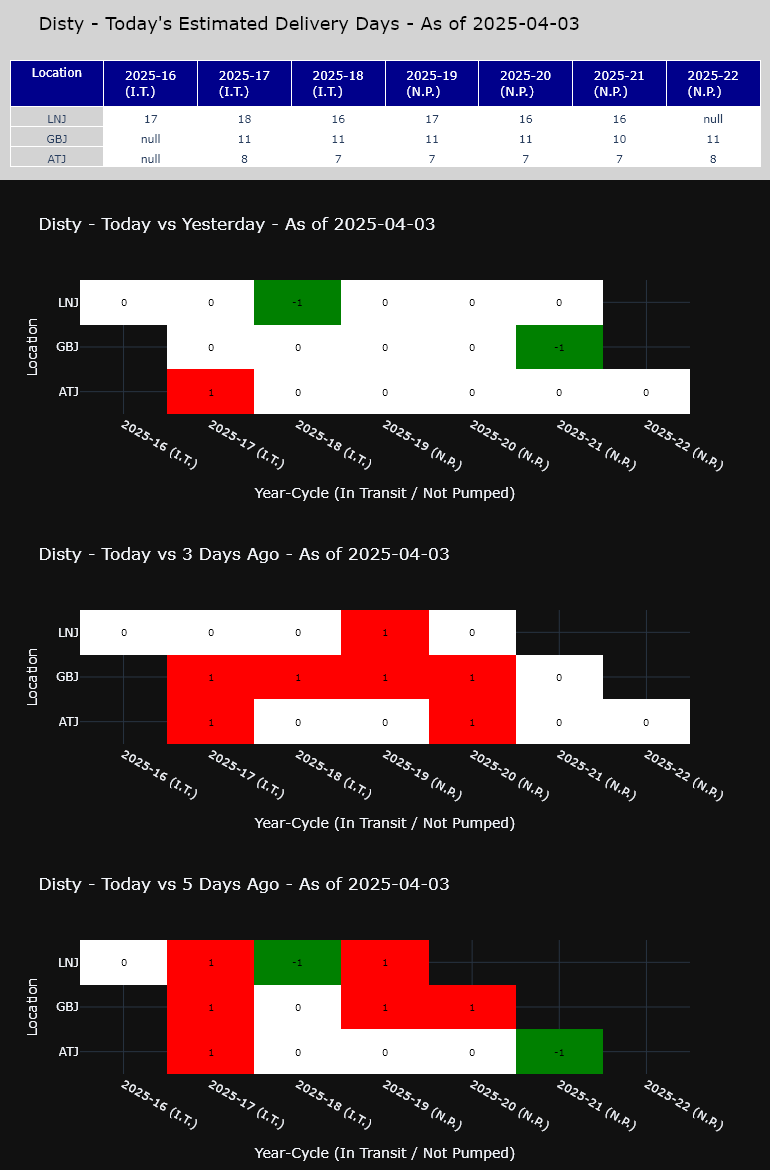 Disty - Today's Estimated Delivery Days - As of 2025-04-03
Location 2025-16 (I.T.) 2025-17 (I.T.) 2025-18 (I.T.) 2025-19 (N.P.) 2025-20 (N.P.) 2025-21 (N.P.) 2025-22 (N.P.)
LNJ 17 18 16 17 16 16 null
GBJ null 11 11 11 11 10 11
ATJ null 8 7 7 7 7 8
Disty - Today vs Yesterday - As of 2025-04-03
Location
LNJ 0 0 -1 0 0 0
GBJ 0 0 0 0 -1
ATJ 1 0 0 0 0 0
2025-16 (I.T.) 2025-17 (I.T.) 2025-18 (I.T.) 2025-19 (N.P.) 2025-20 (N.P.) 2025-21 (N.P.) 2025-22 (N.P.)
Year-Cycle (In Transit / Not Pumped)
Disty - Today vs 3 Days Ago - As of 2025-04-03
Location
LNJ 0 0 0 1 0
GBJ 1 1 1 1 0
ATJ 1 0 0 1 0 0
2025-16 (I.T.) 2025-17 (I.T.) 2025-18 (I.T.) 2025-19 (N.P.) 2025-20 (N.P.) 2025-21 (N.P.) 2025-22 (N.P.)
Year-Cycle (In Transit / Not Pumped)
Disty - Today vs 5 Days Ago - As of 2025-04-03
Location
LNJ 0 1 -1 1
GBJ 1 0 1 1
ATJ 1 0 0 0 -1
2025-16 (I.T.) 2025-17 (I.T.) 2025-18 (I.T.) 2025-19 (N.P.) 2025-20 (N.P.) 2025-21 (N.P.) 2025-22 (N.P.)
Year-Cycle (In Transit / Not Pumped)